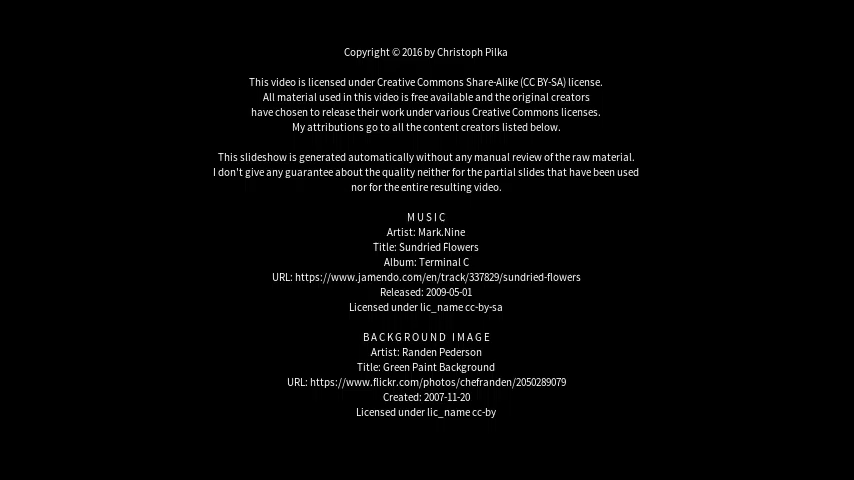 Copyright © 2016 by Christoph Pilka
This video is licensed under Creative Commons Share-Alike (CC BY-SA) license.
All material used in this video is free available and the original creators
have chosen to release their work under various Creative Commons licenses.
My attributions go to all the content creators listed below.
This slideshow is generated automatically without any manual review of the raw material.
I don't give any guarantee about the quality neither for the partial slides that have been used
nor for the entire resulting video.
M U S I C
Artist: Mark.Nine
Title: Sundried Flowers
Album: Terminal C
URL: https://www.jamendo.com/en/track/337829/sundried-flowers
Released: 2009-05-01
Licensed under lic_name cc-by-sa
B A C K G R O U N D   I M A G E
Artist: Randen Pederson
Title: Green Paint Background
URL: https://www.flickr.com/photos/chefranden/2050289079
Created: 2007-11-20
Licensed under lic_name cc-by